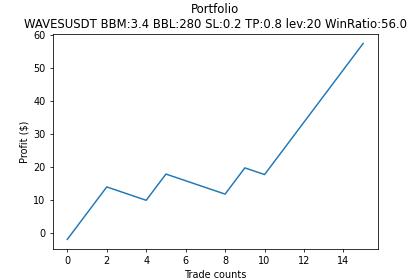 Portfolio
WAVESUSDT BBM:3.4 BBL:280 SL:0.2 TP:0.8 lev:20 WinRatio:56.0
Profit ($)
60
50
40
30
20
10
0
0 2 4 6 8 10 12 14
Trade counts